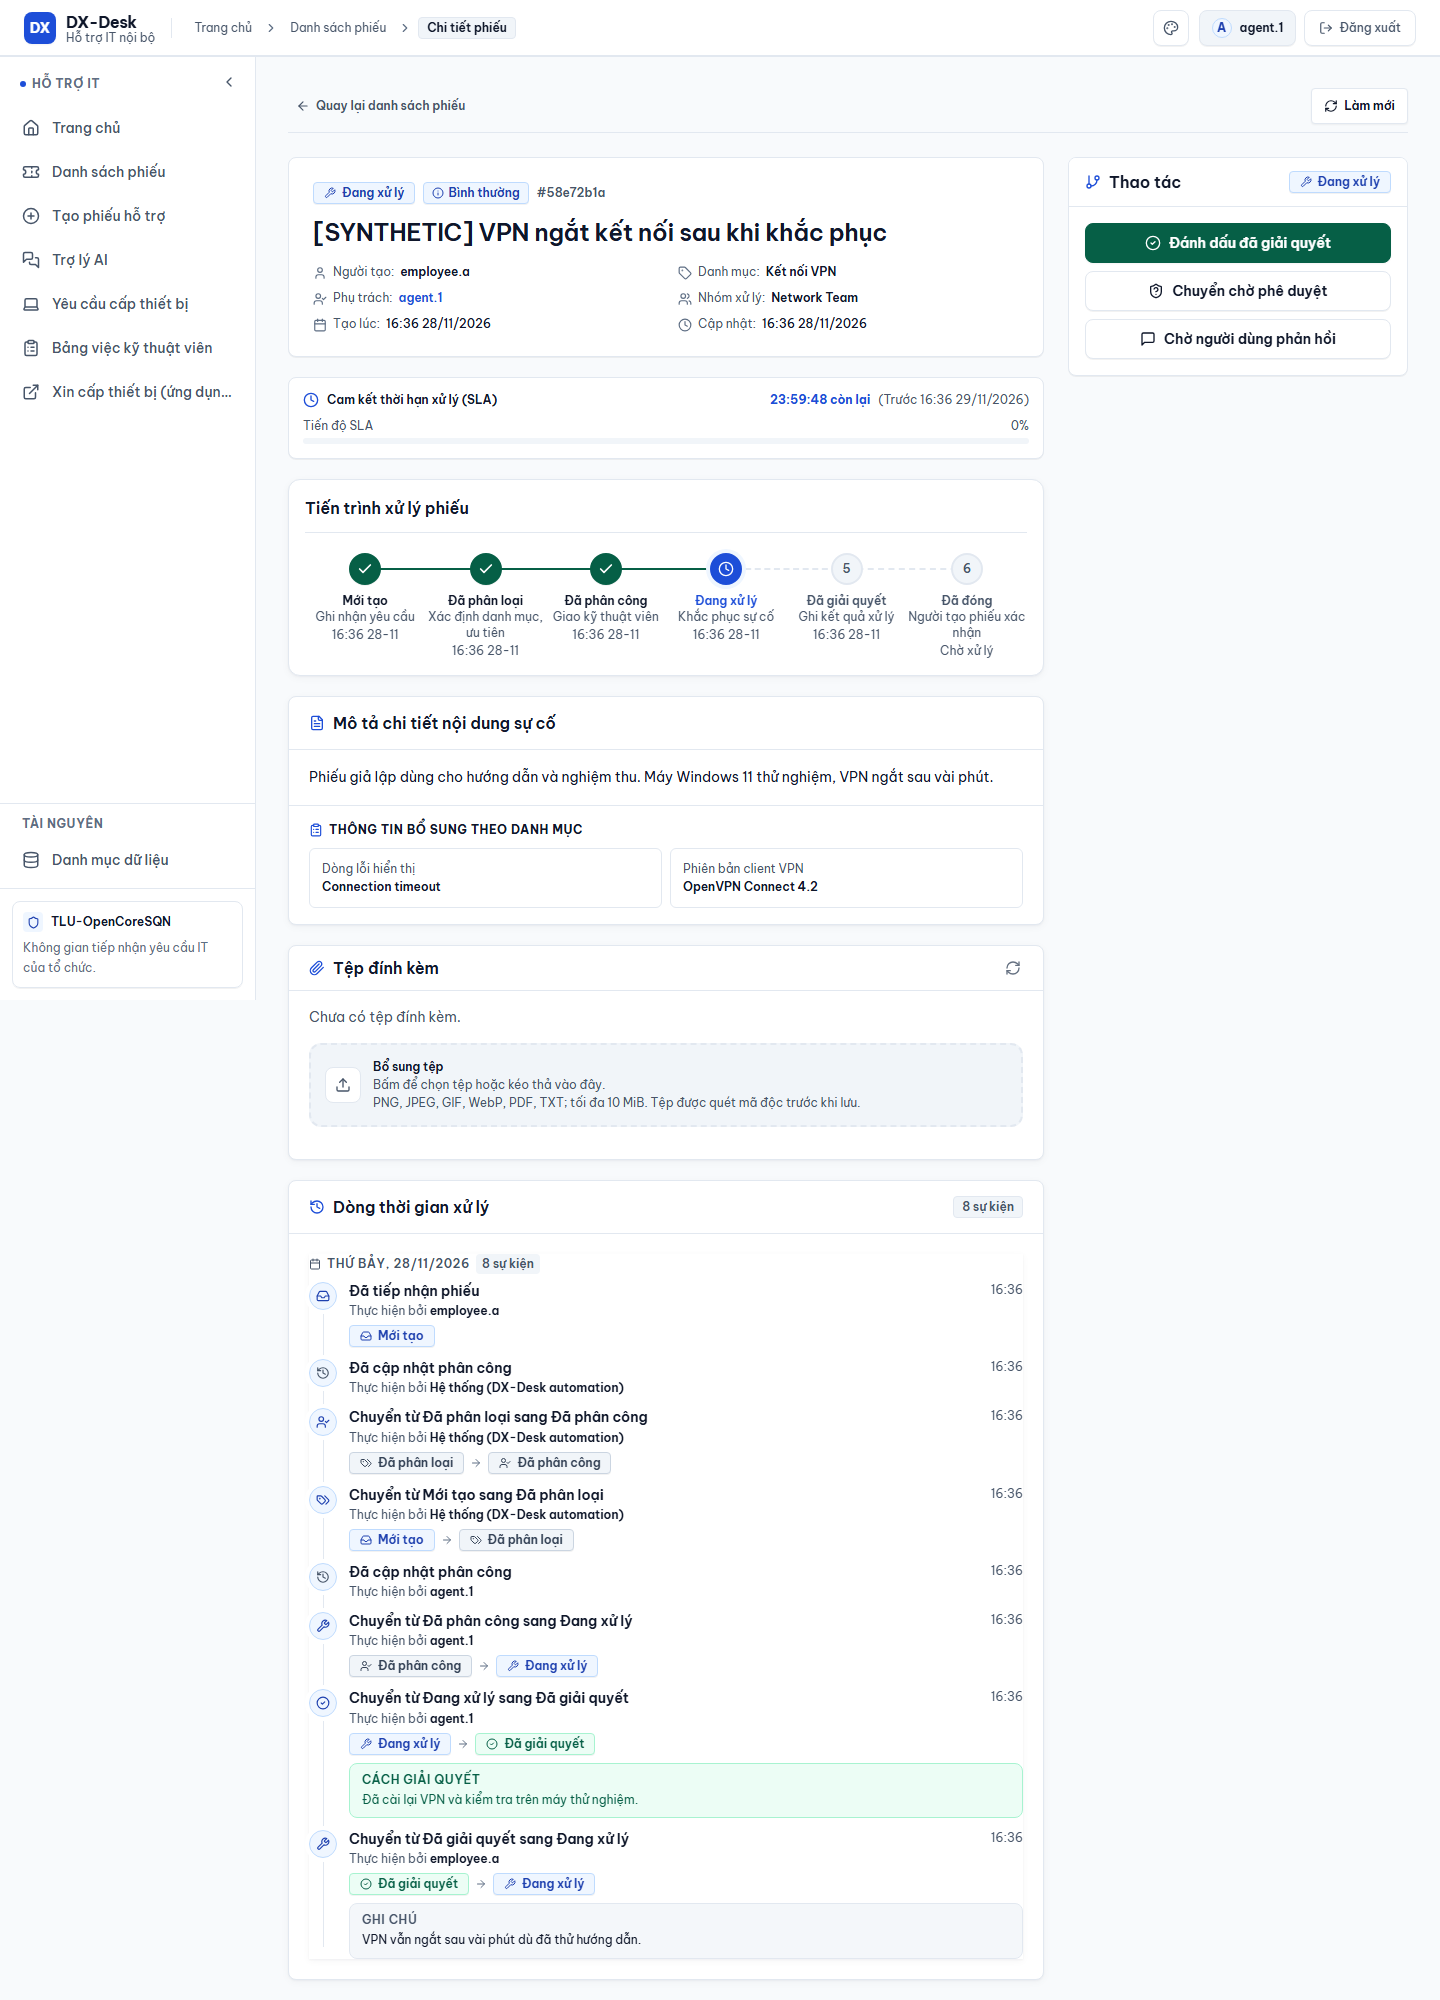 DX
DX-Desk
Hỗ trợ IT nội bộ
Trang chủ
Danh sách phiếu
Chi tiết phiếu
A
agent.1
Đăng xuất
HỖ TRỢ IT
Trang chủ
Danh sách phiếu
Tạo phiếu hỗ trợ
Trợ lý AI
Yêu cầu cấp thiết bị
Bảng việc kỹ thuật viên
Xin cấp thiết bị (ứng dụn...
TÀI NGUYÊN
Danh mục dữ liệu
TLU-OpenCoreSQN
Không gian tiếp nhận yêu cầu IT
của tổ chức.
Quay lại danh sách phiếu
Làm mới
Đang xử lý
Bình thường
#58e72b1a
[SYNTHETIC] VPN ngắt kết nối sau khi khắc phục
Người tạo: employee.a
Danh mục: Kết nối VPN
Phụ trách: agent.1
Nhóm xử lý: Network Team
Tạo lúc: 16:36 28/11/2026
Cập nhật: 16:36 28/11/2026
Thao tác
Đang xử lý
Đánh dấu đã giải quyết
Chuyển chờ phê duyệt
Chờ người dùng phản hồi
Cam kết thời hạn xử lý (SLA)
23:59:48 còn lại (Trước 16:36 29/11/2026)
Tiến độ SLA
0%
Tiến trình xử lý phiếu
Mới tạo
Ghi nhận yêu cầu
16:36 28-11
Đã phân loại
Xác định danh mục,
ưu tiên
16:36 28-11
Đã phân công
Giao kỹ thuật viên
16:36 28-11
Đang xử lý
Khắc phục sự cố
16:36 28-11
5
Đã giải quyết
Ghi kết quả xử lý
16:36 28-11
6
Đã đóng
Người tạo phiếu xác
nhận
Chờ xử lý
Mô tả chi tiết nội dung sự cố
Phiếu giả lập dùng cho hướng dẫn và nghiệm thu. Máy Windows 11 thử nghiệm, VPN ngắt sau vài phút.
THÔNG TIN BỔ SUNG THEO DANH MỤC
Dòng lỗi hiển thị
Connection timeout
Phiên bản client VPN
OpenVPN Connect 4.2
Tệp đính kèm
Chưa có tệp đính kèm.
Bổ sung tệp
Bấm để chọn tệp hoặc kéo thả vào đây.
PNG, JPEG, GIF, WebP, PDF, TXT; tối đa 10 MiB. Tệp được quét mã độc trước khi lưu.
Dòng thời gian xử lý
8 sự kiện
THỨ BẢY, 28/11/2026
8 sự kiện
Đã tiếp nhận phiếu
16:36
Thực hiện bởi employee.a
Mới tạo
Đã cập nhật phân công
16:36
Thực hiện bởi Hệ thống (DX-Desk automation)
Chuyển từ Đã phân loại sang Đã phân công
16:36
Thực hiện bởi Hệ thống (DX-Desk automation)
Đã phân loại → Đã phân công
Chuyển từ Mới tạo sang Đã phân loại
16:36
Thực hiện bởi Hệ thống (DX-Desk automation)
Mới tạo → Đã phân loại
Đã cập nhật phân công
16:36
Thực hiện bởi agent.1
Chuyển từ Đã phân công sang Đang xử lý
16:36
Thực hiện bởi agent.1
Đã phân công → Đang xử lý
Chuyển từ Đang xử lý sang Đã giải quyết
16:36
Thực hiện bởi agent.1
Đang xử lý → Đã giải quyết
CÁCH GIẢI QUYẾT
Đã cài lại VPN và kiểm tra trên máy thử nghiệm.
Chuyển từ Đã giải quyết sang Đang xử lý
16:36
Thực hiện bởi employee.a
Đã giải quyết → Đang xử lý
GHI CHÚ
VPN vẫn ngắt sau vài phút dù đã thử hướng dẫn.